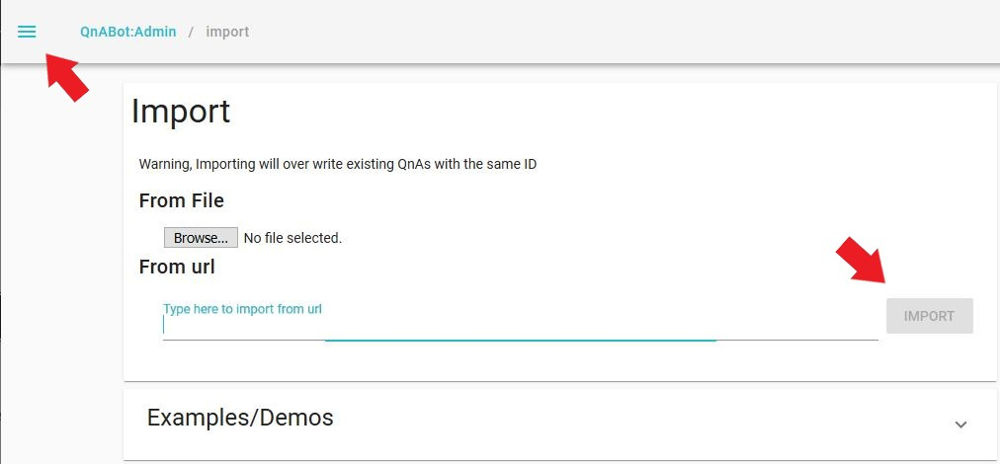 QnABot:Admin / import
Import
Warning, Importing will over write existing QnAs with the same ID
From File
Browse... No file selected.
From url
Type here to import from url
IMPORT
Examples/Demos